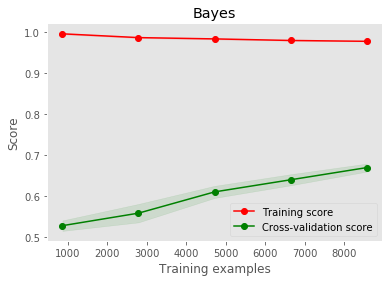 Bayes
1.0
0.9
0.8
0.7
0.6
0.5
Score
1000 2000 3000 4000 5000 6000 7000 8000
Training examples
Training score
Cross-validation score